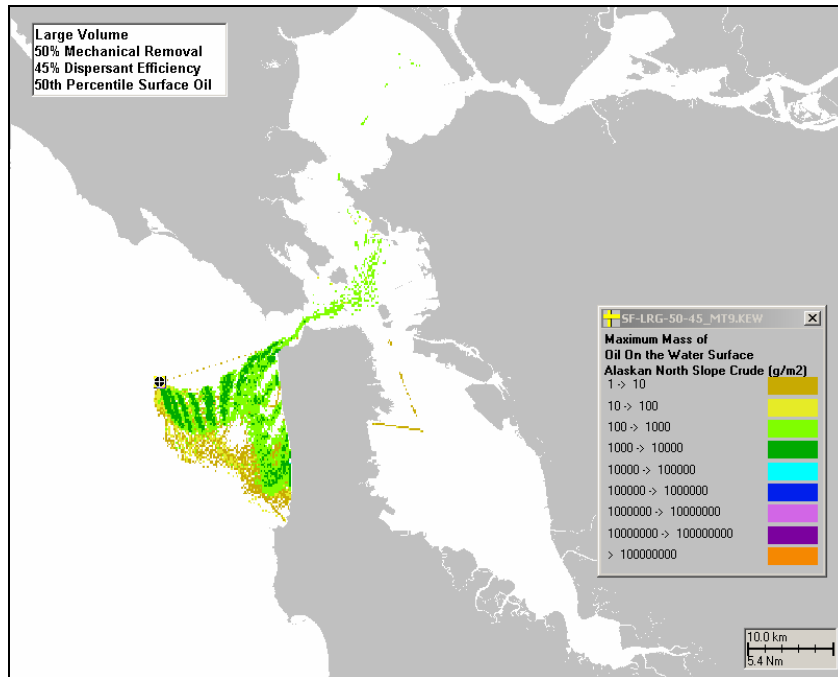 Large Volume
50% Mechanical Removal
45% Dispersant Efficiency
50th Percentile Surface Oil
SF-LRG-50-45_MT9.KEW
Maximum Mass of
Oil On the Water Surface
Alaskan North Slope Crude (g/m2)
1 -> 10
10 -> 100
100 -> 1000
1000 -> 10000
10000 -> 100000
100000 -> 1000000
1000000 -> 10000000
10000000 -> 100000000
> 100000000
10.0 km
5.4 Nm